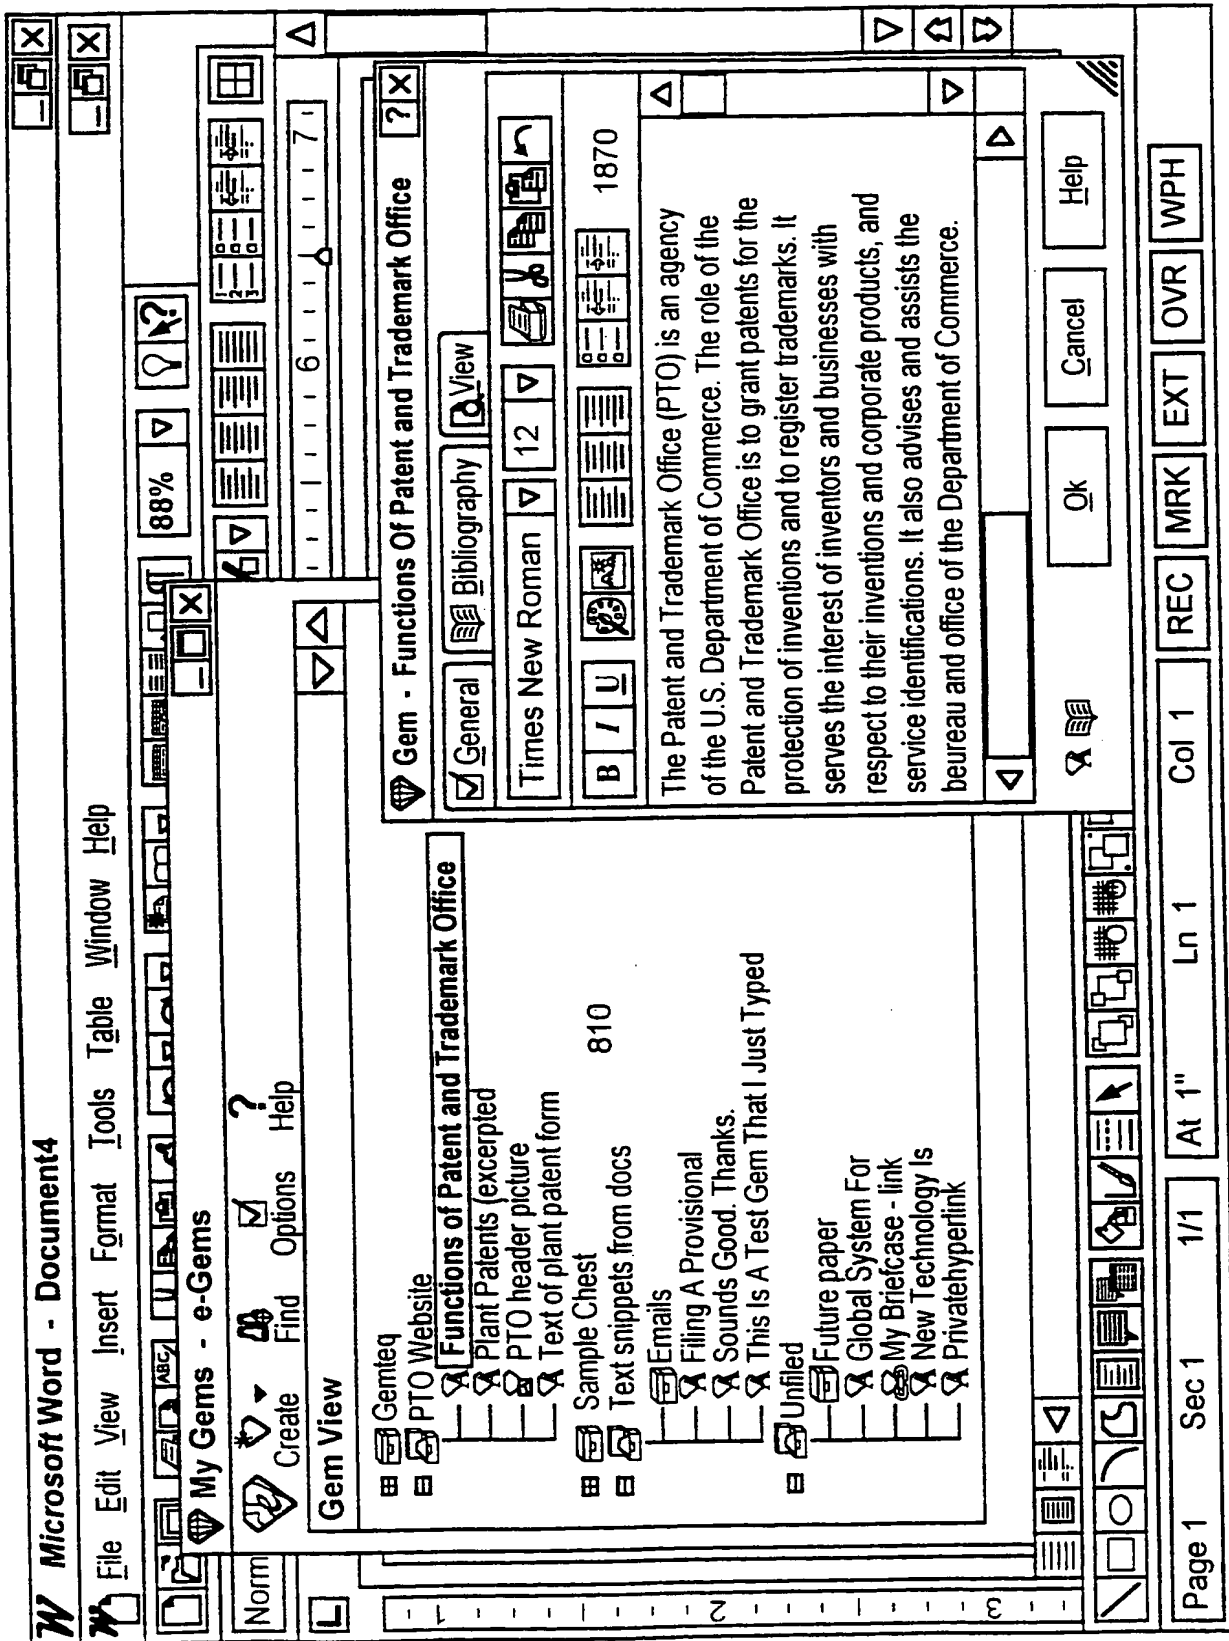 W Microsoft Word - Document4
File Edit View Insert Format Tools Table Window Help
ABC
U
88%
?
My Gems - e-Gems
Create
Find
Options
?
Help
Norm
Gem View
L
6
7
1
2
3
Gemteq
PTO Website
Functions of Patent and Trademark Office
Plant Patents (excerpted
PTO header picture
Text of plant patent form
Sample Chest
810
Text snippets from docs
Emails
Filing A Provisional
Sounds Good. Thanks.
This Is A Test Gem That I Just Typed
Unfiled
Future paper
Global System For
My Briefcase - link
New Technology Is
Privatehyperlink
Gem - Functions Of Patent and Trademark Office
? X
General
Bibliography
View
Times New Roman
12
B I U
1870
The Patent and Trademark Office (PTO) is an agency
of the U.S. Department of Commerce. The role of the
Patent and Trademark Office is to grant patents for the
protection of inventions and to register trademarks. It
serves the interest of inventors and businesses with
respect to their inventions and corporate products, and
service identifications. It also advises and assists the
beureau and office of the Department of Commerce.
Ok
Cancel
Help
1
2
3
Page 1 Sec 1 1/1 At 1" Ln 1 Col 1 REC MRK EXT OVR WPH